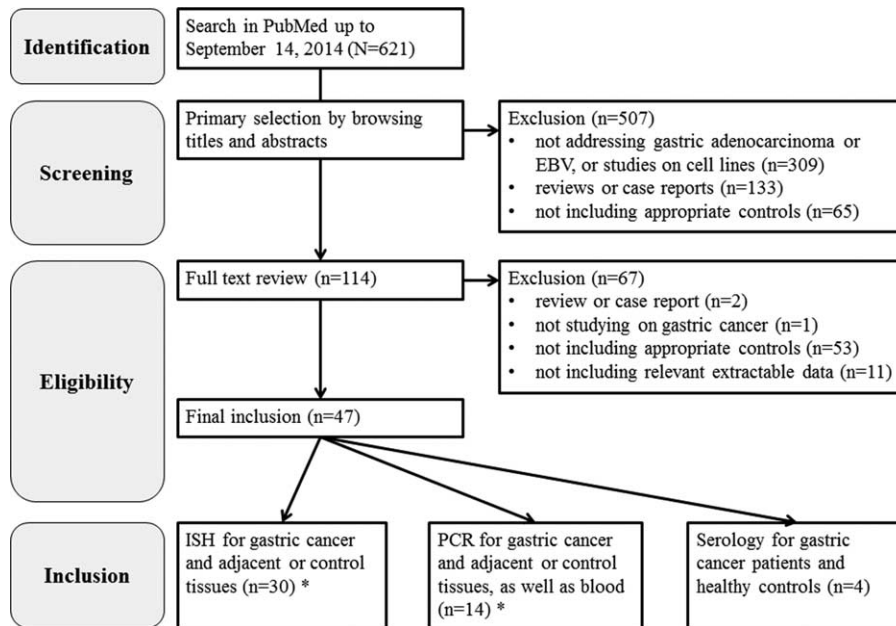 Identification
Search in PubMed up to
September 14, 2014 (N=621)
Screening
Primary selection by browsing
titles and abstracts
Exclusion (n=507)
• not addressing gastric adenocarcinoma or
EBV, or studies on cell lines (n=309)
• reviews or case reports (n=133)
• not including appropriate controls (n=65)
Eligibility
Full text review (n=114)
Exclusion (n=67)
• review or case report (n=2)
• not studying on gastric cancer (n=1)
• not including appropriate controls (n=53)
• not including relevant extractable data (n=11)
Final inclusion (n=47)
Inclusion
ISH for gastric cancer
and adjacent or control
tissues (n=30) *
PCR for gastric cancer
and adjacent or control
tissues, as well as blood
(n=14) *
Serology for gastric
cancer patients and
healthy controls (n=4)